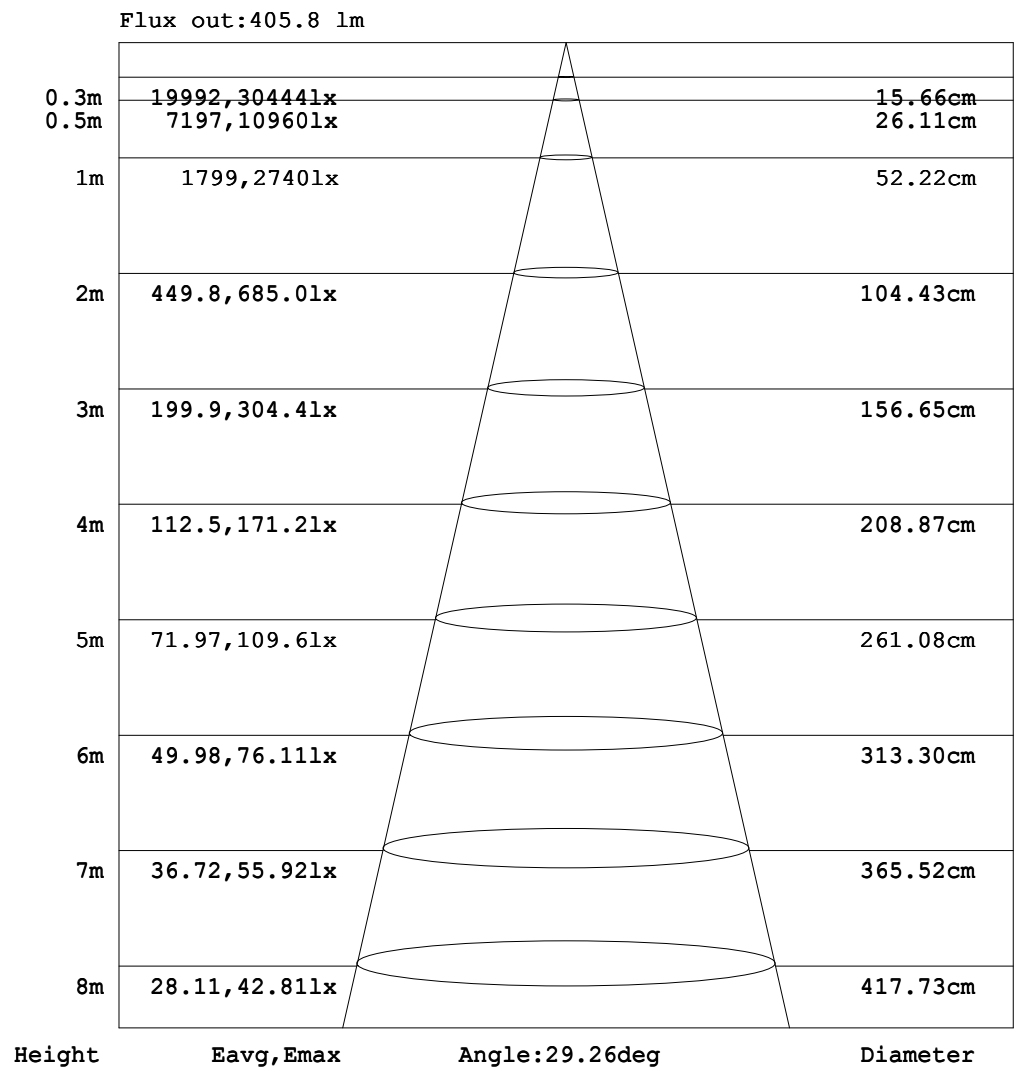 Flux out:405.8 lm
0.3m 19992,30444lx 15.66cm
0.5m 7197,10960lx 26.11cm
1m 1799,2740lx 52.22cm
2m 449.8,685.0lx 104.43cm
3m 199.9,304.4lx 156.65cm
4m 112.5,171.2lx 208.87cm
5m 71.97,109.6lx 261.08cm
6m 49.98,76.11lx 313.30cm
7m 36.72,55.92lx 365.52cm
8m 28.11,42.81lx 417.73cm
Height Eavg,Emax Angle:29.26deg Diameter